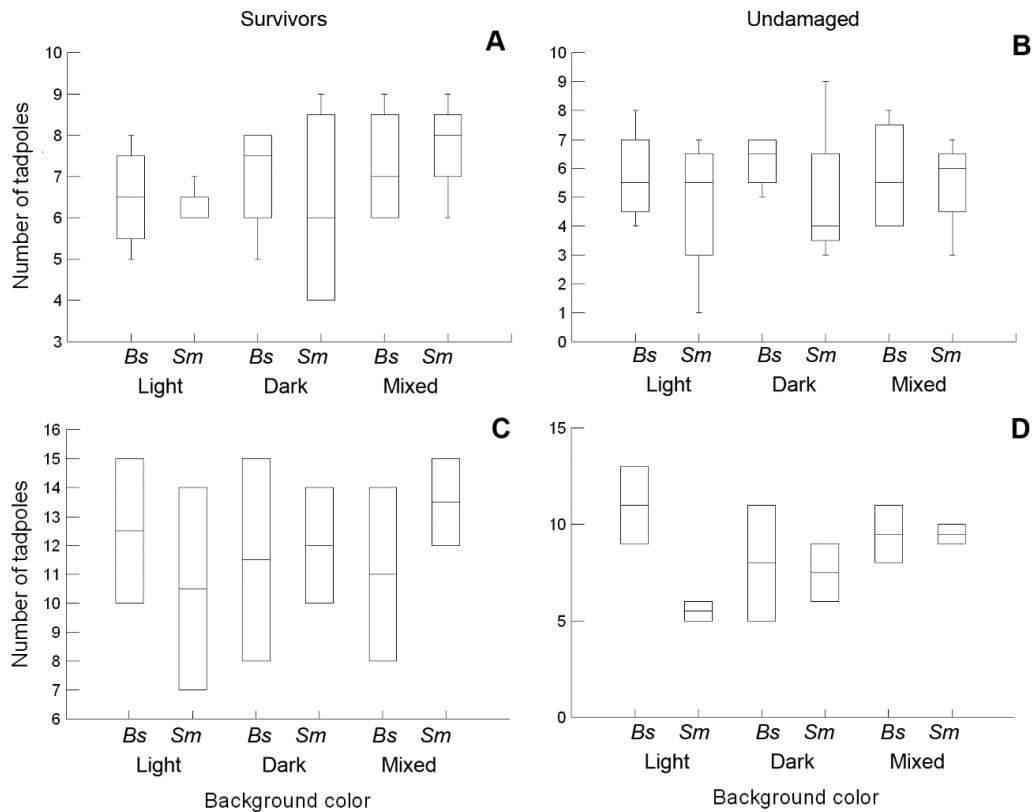 Survivors
Undamaged
A
B
Number of tadpoles
10
9
8
7
6
5
4
3
Bs Sm Bs Sm Bs Sm
Light Dark Mixed
10
9
8
7
6
5
4
3
2
1
0
Bs Sm Bs Sm Bs Sm
Light Dark Mixed
C
D
Number of tadpoles
16
15
14
13
12
11
10
9
8
7
6
Bs Sm Bs Sm Bs Sm
Light Dark Mixed
Background color
15
10
5
0
Bs Sm Bs Sm Bs Sm
Light Dark Mixed
Background color